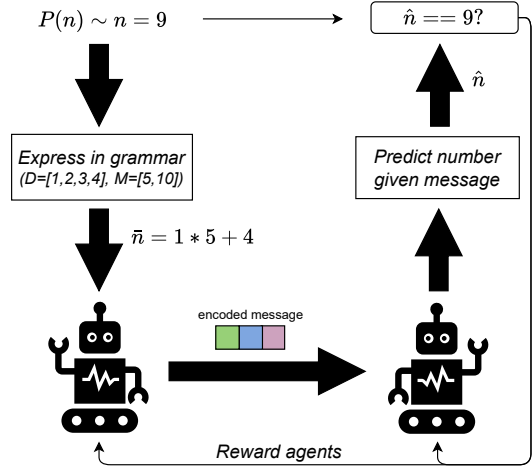 P(n) ∼ n = 9
n̂ == 9?
n̂
Express in grammar
(D=[1,2,3,4], M=[5,10])
Predict number
given message
n̄ = 1 ∗ 5 + 4
encoded message
Reward agents